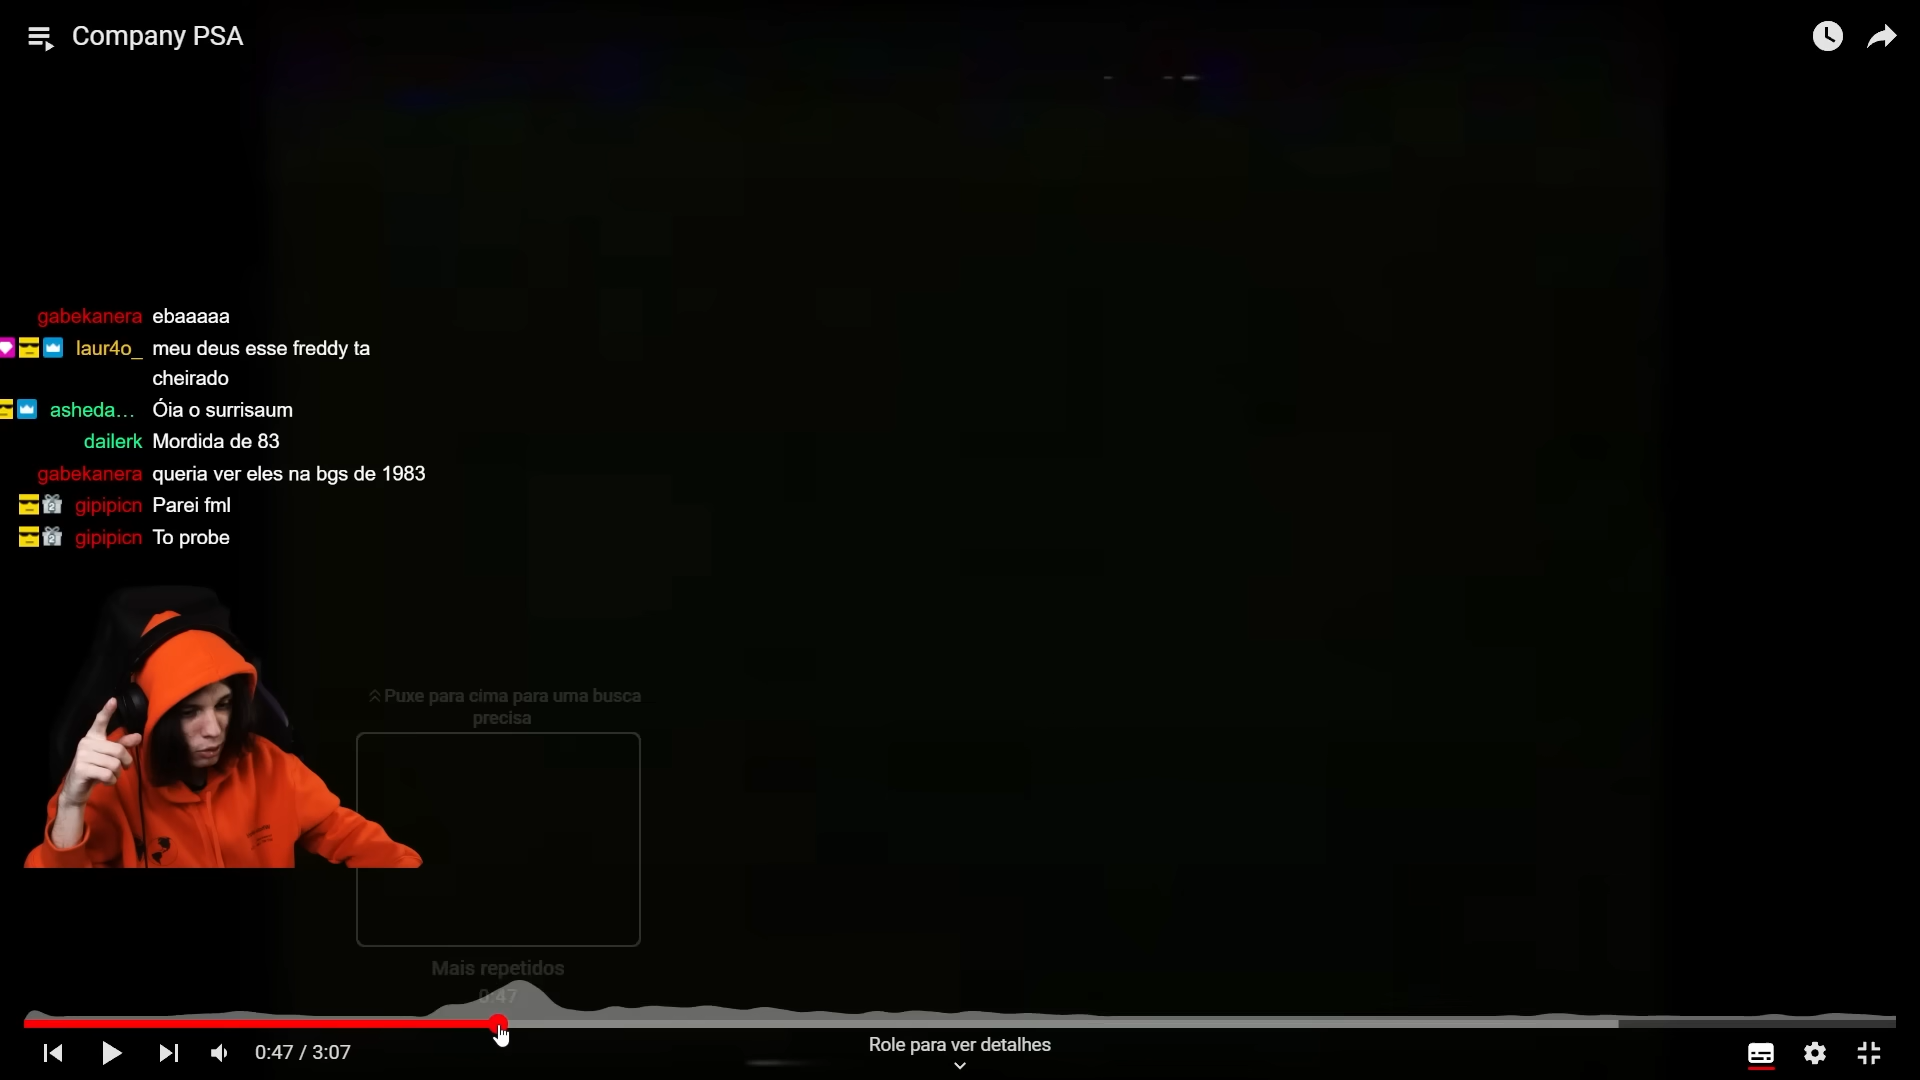 Company PSA
gabekanera ebaaaaa
laur4o_ meu deus esse freddy ta
cheirado
asheda... Óia o surrisaum
dailerk Mordida de 83
gabekanera queria ver eles na bgs de 1983
2 gipipicn Parei fml
2 gipipicn To probe
Puxe para cima para uma busca
precisa
Mais repetidos
0:47
0:47 / 3:07
Role para ver detalhes